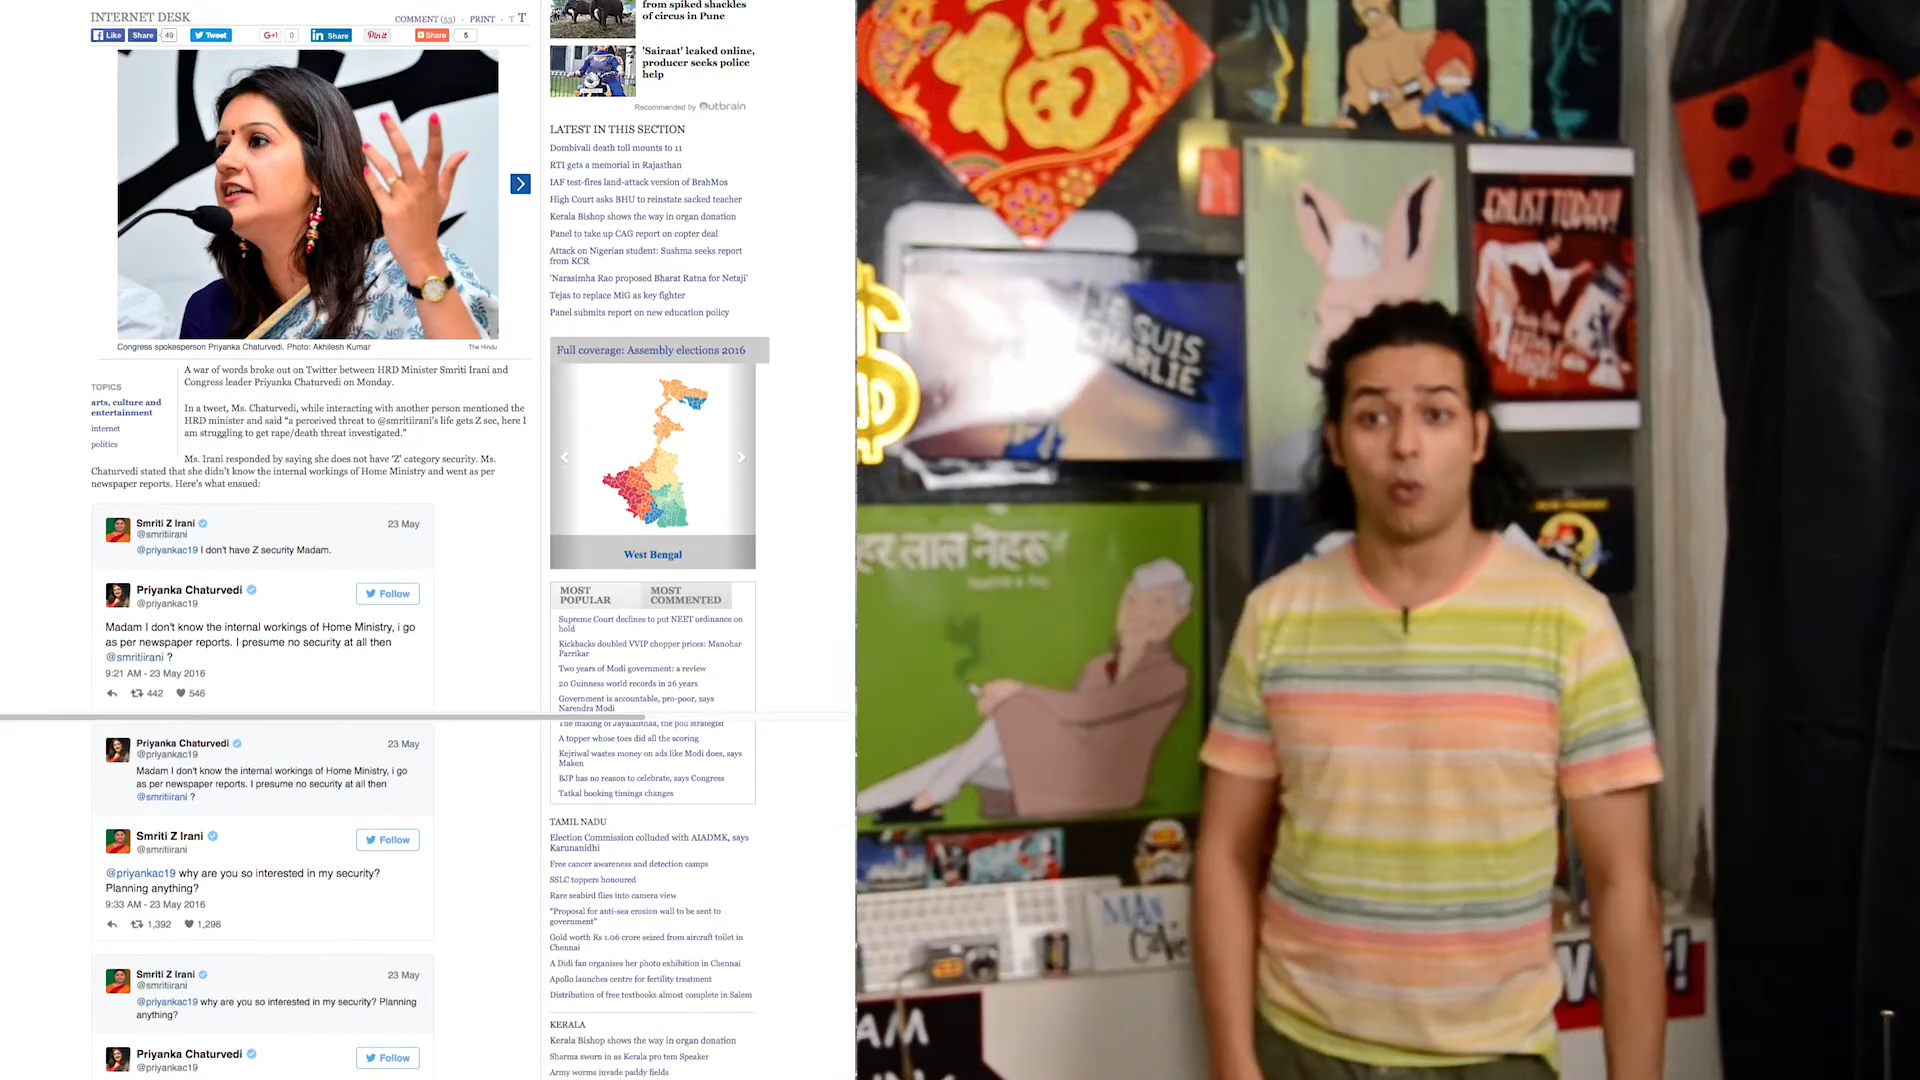 INTERNET DESK
COMMENT (53) · PRINT · T T
Like Share 49 Tweet G+1 0 in Share Pin it Share 5
Congress spokesperson Priyanka Chaturvedi. Photo: Akhilesh Kumar
The Hindu
A war of words broke out on Twitter between HRD Minister Smriti Irani and
Congress leader Priyanka Chaturvedi on Monday.
In a tweet, Ms. Chaturvedi, while interacting with another person mentioned the
HRD minister and said “a perceived threat to @smritiirani's life gets Z sec, here I
am struggling to get rape/death threat investigated.”
Ms. Irani responded by saying she does not have 'Z' category security. Ms.
Chaturvedi stated that she didn't know the internal workings of Home Ministry and went as per
newspaper reports. Here's what ensued:
TOPICS
arts, culture and
entertainment
internet
politics
Smriti Z Irani
23 May
@smritiirani
@priyankac19 I don't have Z security Madam.
Priyanka Chaturvedi
@priyankac19
Follow
Madam I don't know the internal workings of Home Ministry, i go
as per newspaper reports. I presume no security at all then
@smritiirani ?
9:21 AM - 23 May 2016
442 546
Priyanka Chaturvedi
23 May
@priyankac19
Madam I don't know the internal workings of Home Ministry, i go
as per newspaper reports. I presume no security at all then
@smritiirani ?
Smriti Z Irani
@smritiirani
Follow
@priyankac19 why are you so interested in my security?
Planning anything?
9:33 AM - 23 May 2016
1,392 1,296
Smriti Z Irani
23 May
@smritiirani
@priyankac19 why are you so interested in my security? Planning
anything?
Priyanka Chaturvedi
@priyankac19
Follow
from spiked shackles
of circus in Pune
'Sairaat' leaked online,
producer seeks police
help
Recommended by Outbrain
LATEST IN THIS SECTION
Dombivali death toll mounts to 11
RTI gets a memorial in Rajasthan
IAF test-fires land-attack version of BrahMos
High Court asks BHU to reinstate sacked teacher
Kerala Bishop shows the way in organ donation
Panel to take up CAG report on copter deal
Attack on Nigerian student: Sushma seeks report
from KCR
'Narasimha Rao proposed Bharat Ratna for Netaji'
Tejas to replace MiG as key fighter
Panel submits report on new education policy
Full coverage: Assembly elections 2016
West Bengal
MOST
POPULAR
MOST
COMMENTED
Supreme Court declines to put NEET ordinance on
hold
Kickbacks doubled VVIP chopper prices: Manohar
Parrikar
Two years of Modi government: a review
20 Guinness world records in 26 years
Government is accountable, pro-poor, says
Narendra Modi
The making of Jayalalithaa, the poll strategist
A topper whose toes did all the scoring
Kejriwal wastes money on ads like Modi does, says
Maken
BJP has no reason to celebrate, says Congress
Tatkal booking timings changes
TAMIL NADU
Election Commission colluded with AIADMK, says
Karunanidhi
Free cancer awareness and detection camps
SSLC toppers honoured
Rare seabird flies into camera view
“Proposal for anti-sea erosion wall to be sent to
government”
Gold worth Rs 1.06 crore seized from aircraft toilet in
Chennai
A Didi fan organises her photo exhibition in Chennai
Apollo launches centre for fertility treatment
Distribution of free textbooks almost complete in Salem
KERALA
Kerala Bishop shows the way in organ donation
Sharma sworn in as Kerala pro tem Speaker
Army worms invade paddy fields
福
ENLIST TODAY!
JE SUIS
CHARLIE
हर लाल नेहरू
MAN
Cave
AM